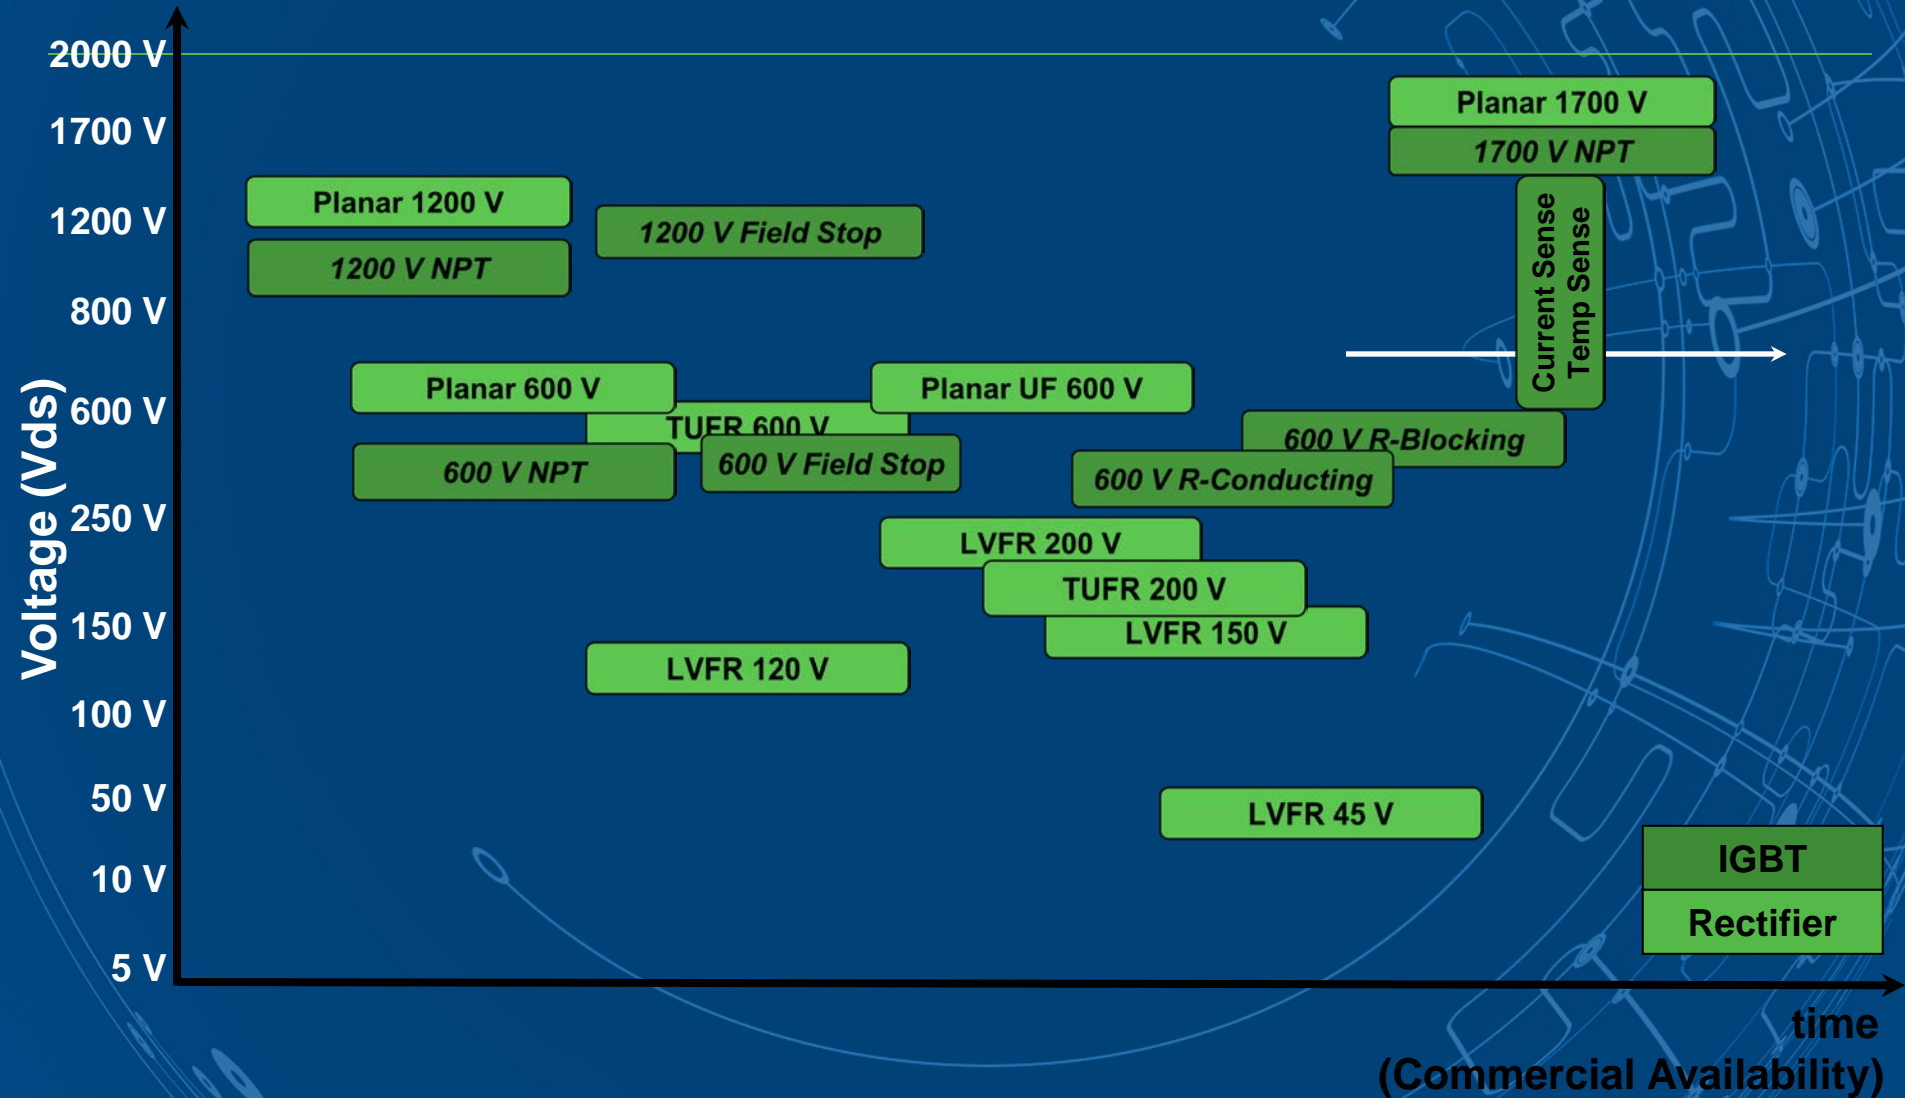 2000 V
1700 V
1200 V
800 V
600 V
250 V
150 V
100 V
50 V
10 V
5 V
Voltage (Vds)
Planar 1700 V
1700 V NPT
Planar 1200 V
1200 V Field Stop
1200 V NPT
Current Sense
Temp Sense
Planar 600 V
Planar UF 600 V
TUFR 600 V
600 V Field Stop
600 V NPT
600 V R-Blocking
600 V R-Conducting
LVFR 200 V
TUFR 200 V
LVFR 150 V
LVFR 120 V
LVFR 45 V
IGBT
Rectifier
time
(Commercial Availability)